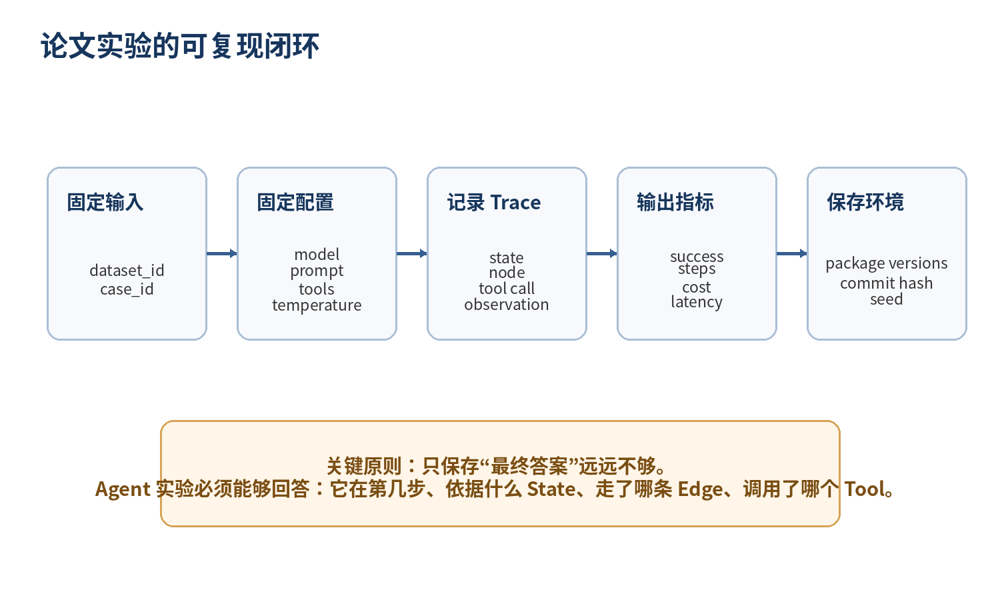 论文实验的可复现闭环
固定输入
dataset_id
case_id
固定配置
model
prompt
tools
temperature
记录 Trace
state
node
tool call
observation
输出指标
success
steps
cost
latency
保存环境
package versions
commit hash
seed
关键原则：只保存“最终答案”远远不够。
Agent 实验必须能够回答：它在第几步、依据什么 State、走了哪条 Edge、调用了哪个 Tool。